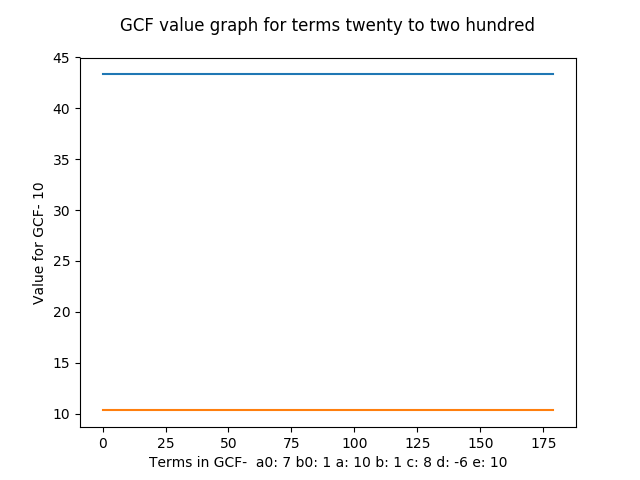 GCF value graph for terms twenty to two hundred
45
40
35
30
25
20
15
10
Value for GCF- 10
0 25 50 75 100 125 150 175
Terms in GCF-  a0: 7 b0: 1 a: 10 b: 1 c: 8 d: -6 e: 10